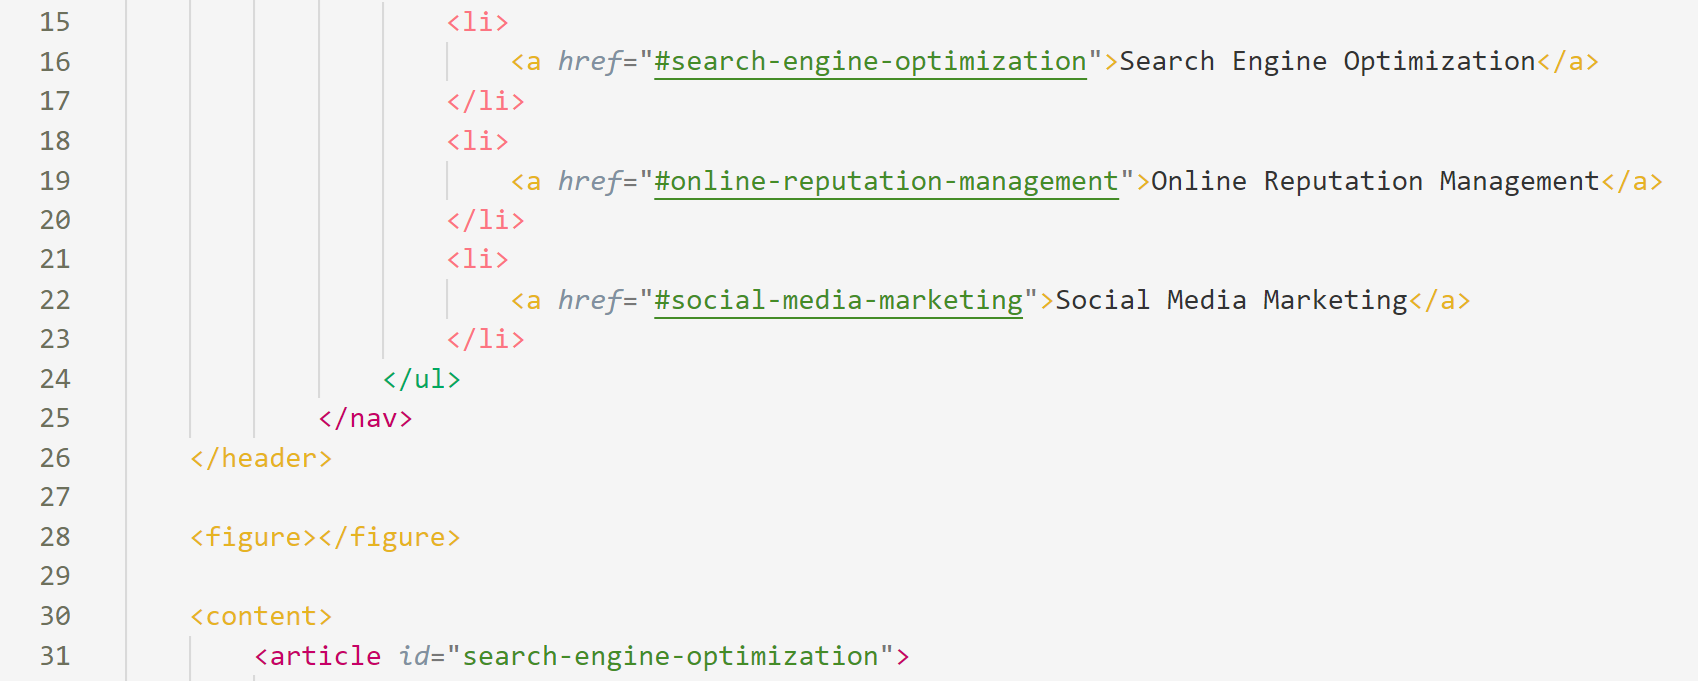 15 <li>
16 <a href="#search-engine-optimization">Search Engine Optimization</a>
17 </li>
18 <li>
19 <a href="#online-reputation-management">Online Reputation Management</a>
20 </li>
21 <li>
22 <a href="#social-media-marketing">Social Media Marketing</a>
23 </li>
24 </ul>
25 </nav>
26 </header>
27
28 <figure></figure>
29
30 <content>
31 <article id="search-engine-optimization">